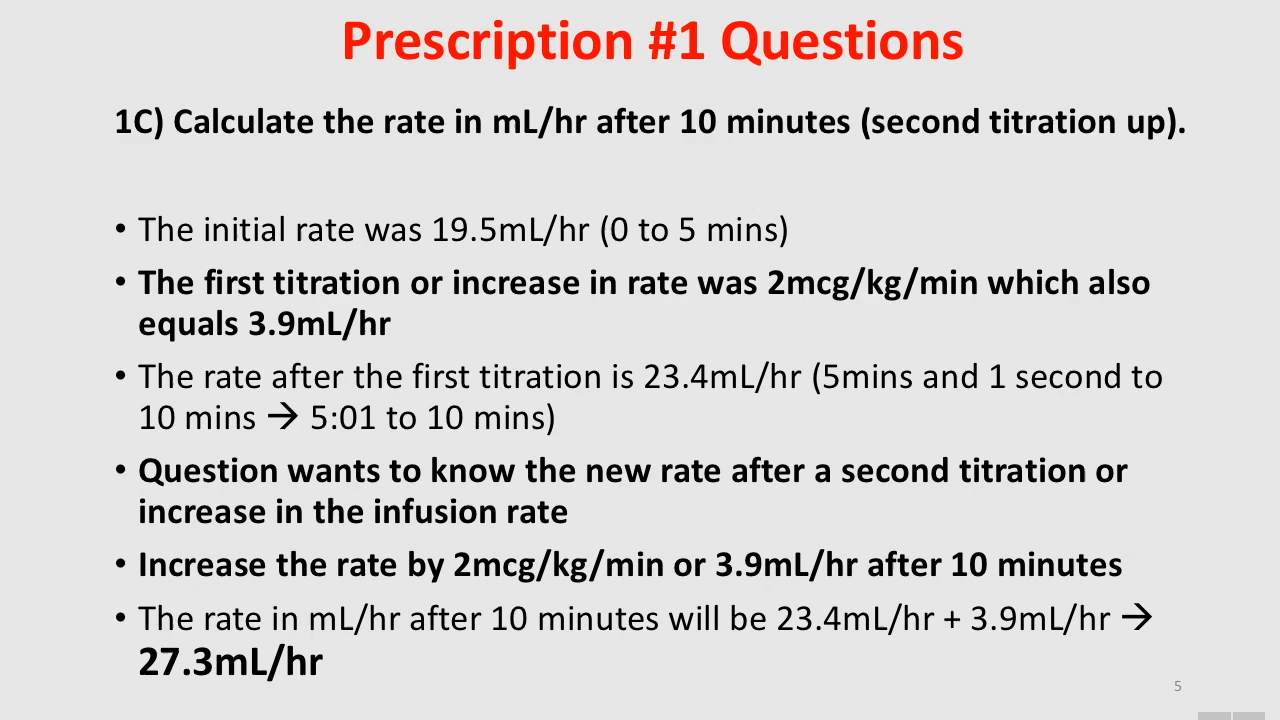 Prescription #1 Questions
1C) Calculate the rate in mL/hr after 10 minutes (second titration up).
• The initial rate was 19.5mL/hr (0 to 5 mins)
• The first titration or increase in rate was 2mcg/kg/min which also
equals 3.9mL/hr
• The rate after the first titration is 23.4mL/hr (5mins and 1 second to
10 mins → 5:01 to 10 mins)
• Question wants to know the new rate after a second titration or
increase in the infusion rate
• Increase the rate by 2mcg/kg/min or 3.9mL/hr after 10 minutes
• The rate in mL/hr after 10 minutes will be 23.4mL/hr + 3.9mL/hr →
27.3mL/hr
5